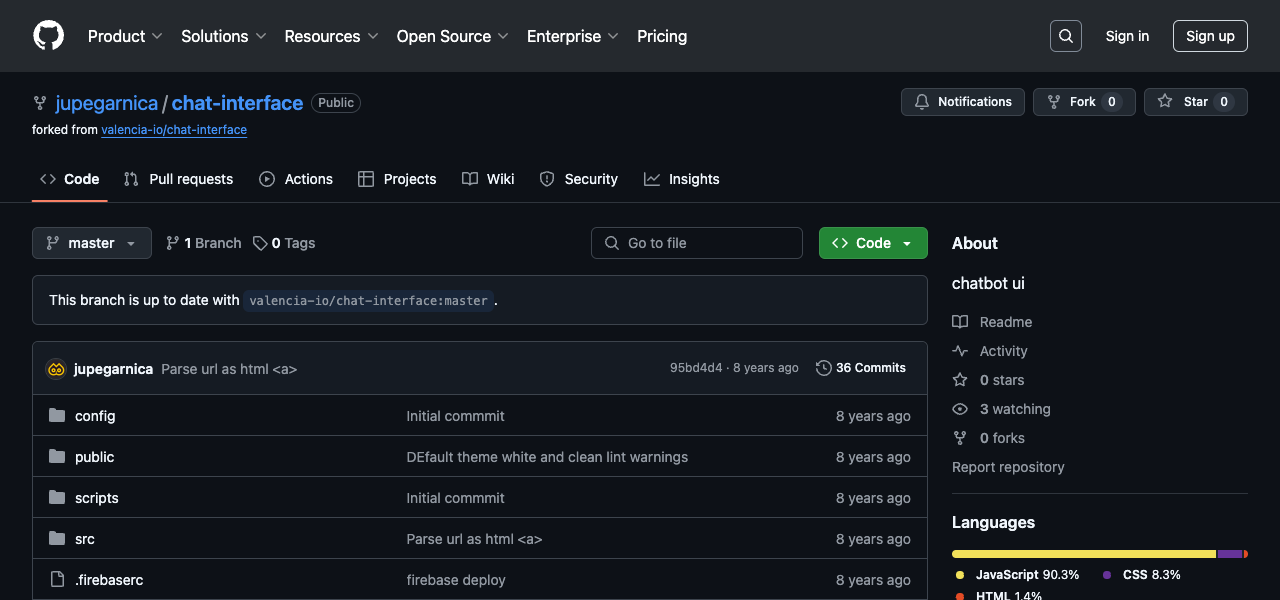 Product Solutions Resources Open Source Enterprise Pricing Sign in Sign up
jupegarnica / chat-interface Public Notifications Fork 0 Star 0
forked from valencia-io/chat-interface
Code Pull requests Actions Projects Wiki Security Insights
master 1 Branch 0 Tags Go to file Code
This branch is up to date with valencia-io/chat-interface:master .
jupegarnica Parse url as html <a> 95bd4d4 · 8 years ago 36 Commits
config Initial commmit 8 years ago
public DEfault theme white and clean lint warnings 8 years ago
scripts Initial commmit 8 years ago
src Parse url as html <a> 8 years ago
.firebaserc firebase deploy 8 years ago
About
chatbot ui
Readme
Activity
0 stars
3 watching
0 forks
Report repository
Languages
JavaScript 90.3% CSS 8.3%
HTML 1.4%